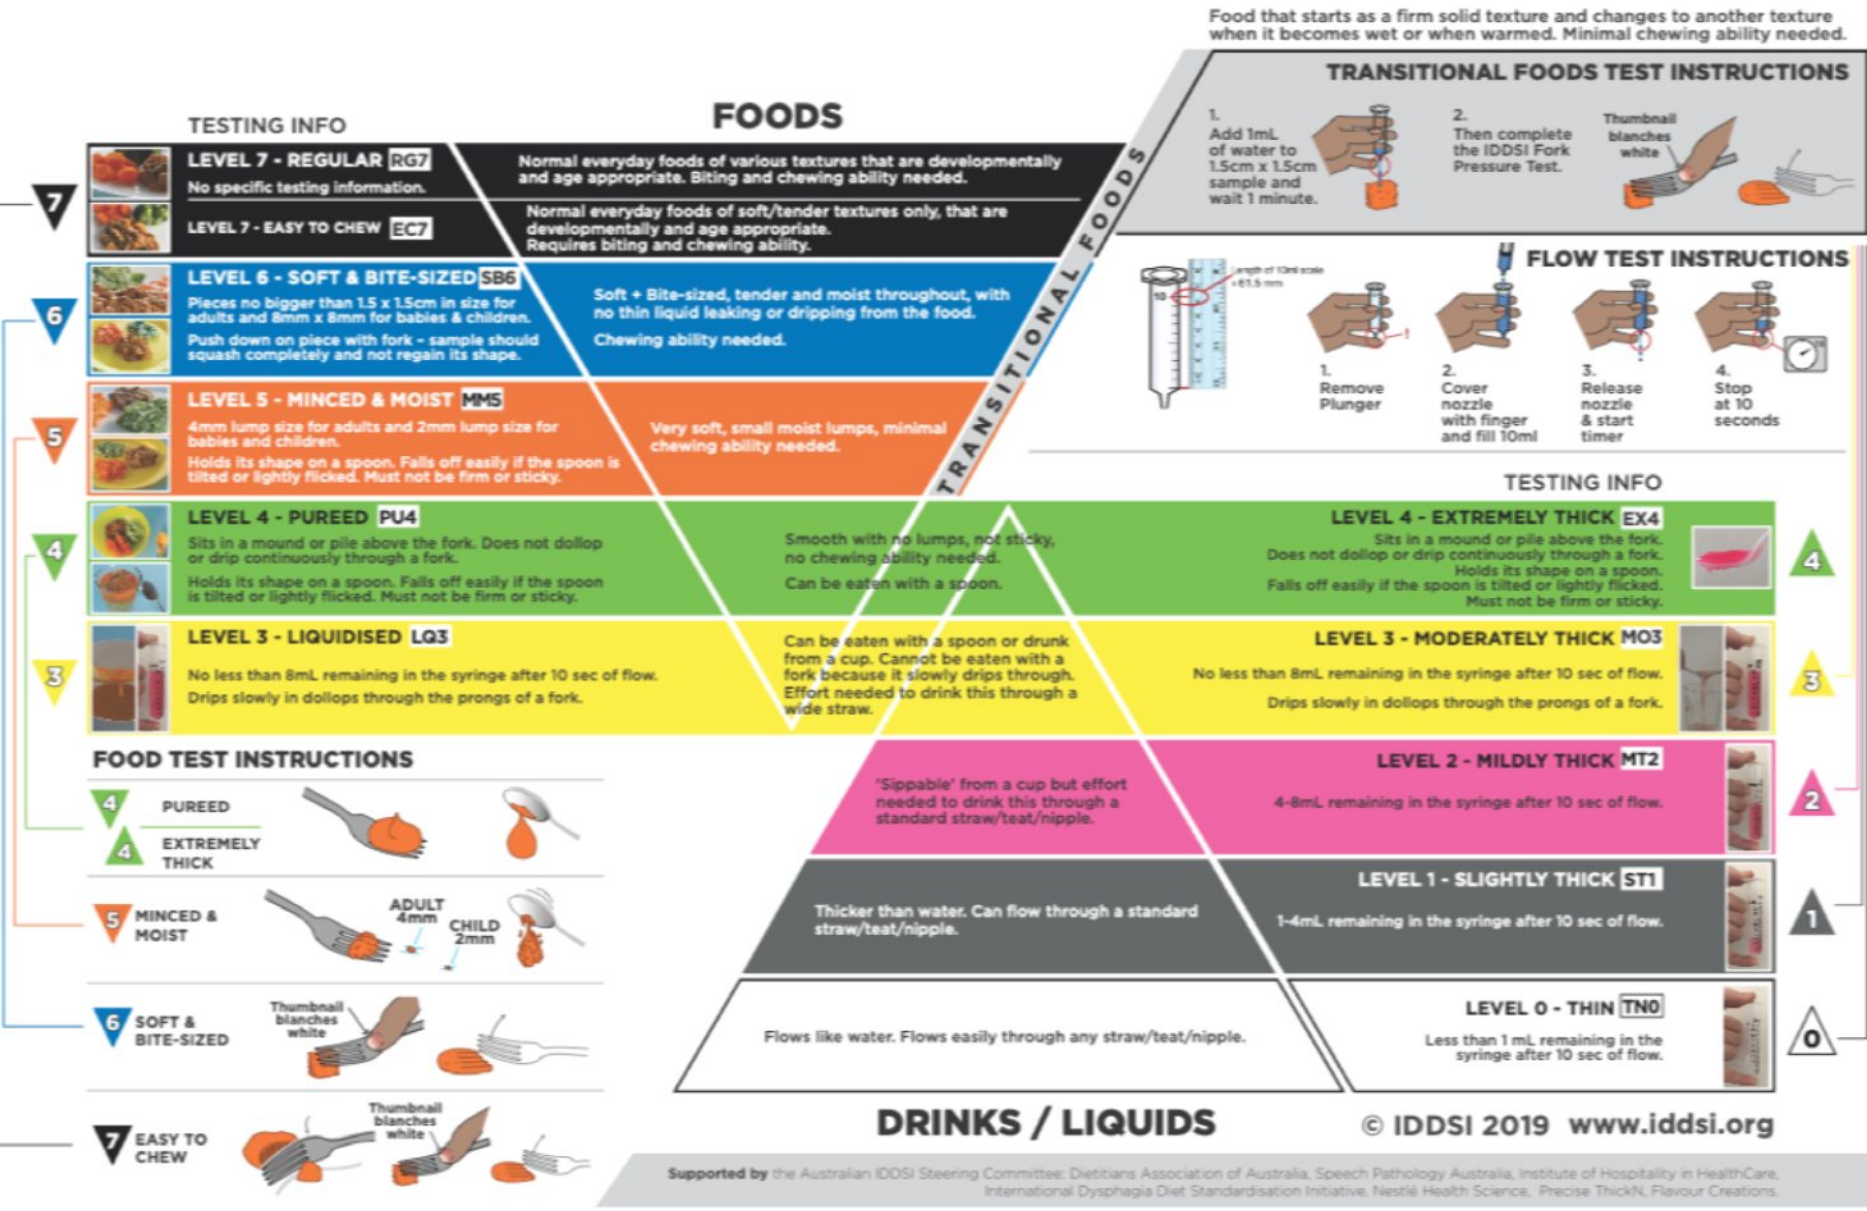 Food that starts as a firm solid texture and changes to another texture
when it becomes wet or when warmed. Minimal chewing ability needed.
TRANSITIONAL FOODS TEST INSTRUCTIONS
1.
Add 1mL
of water to
1.5cm x 1.5cm
sample and
wait 1 minute.
2.
Then complete
the IDDSI Fork
Pressure Test.
Thumbnail
blanches
white
FOODS
TESTING INFO
7
LEVEL 7 - REGULAR RG7
No specific testing information.
Normal everyday foods of various textures that are developmentally
and age appropriate. Biting and chewing ability needed.
LEVEL 7 - EASY TO CHEW EC7
Normal everyday foods of soft/tender textures only, that are
developmentally and age appropriate.
Requires biting and chewing ability.
6
LEVEL 6 - SOFT & BITE-SIZED SB6
Pieces no bigger than 1.5 x 1.5cm in size for
adults and 8mm x 8mm for babies & children.
Push down on piece with fork - sample should
squash completely and not regain its shape.
Soft + Bite-sized, tender and moist throughout, with
no thin liquid leaking or dripping from the food.
Chewing ability needed.
5
LEVEL 5 - MINCED & MOIST MM5
4mm lump size for adults and 2mm lump size for
babies and children.
Holds its shape on a spoon. Falls off easily if the spoon is
tilted or lightly flicked. Must not be firm or sticky.
Very soft, small moist lumps, minimal
chewing ability needed.
TRANSITIONAL FOODS
FLOW TEST INSTRUCTIONS
10
Length of 10ml scale
= 61.5 mm
1.
Remove
Plunger
2.
Cover
nozzle
with finger
and fill 10ml
3.
Release
nozzle
& start
timer
4.
Stop
at 10
seconds
4
LEVEL 4 - PUREED PU4
Sits in a mound or pile above the fork. Does not dollop
or drip continuously through a fork.
Holds its shape on a spoon. Falls off easily if the spoon
is tilted or lightly flicked. Must not be firm or sticky.
Smooth with no lumps, not sticky,
no chewing ability needed.
Can be eaten with a spoon.
TESTING INFO
LEVEL 4 - EXTREMELY THICK EX4
Sits in a mound or pile above the fork.
Does not dollop or drip continuously through a fork.
Holds its shape on a spoon.
Falls off easily if the spoon is tilted or lightly flicked.
Must not be firm or sticky.
4
3
LEVEL 3 - LIQUIDISED LQ3
No less than 8mL remaining in the syringe after 10 sec of flow.
Drips slowly in dollops through the prongs of a fork.
Can be eaten with a spoon or drunk
from a cup. Cannot be eaten with a
fork because it slowly drips through.
Effort needed to drink this through a
wide straw.
LEVEL 3 - MODERATELY THICK MO3
No less than 8mL remaining in the syringe after 10 sec of flow.
Drips slowly in dollops through the prongs of a fork.
3
'Sippable' from a cup but effort
needed to drink this through a
standard straw/teat/nipple.
LEVEL 2 - MILDLY THICK MT2
4-8mL remaining in the syringe after 10 sec of flow.
2
Thicker than water. Can flow through a standard
straw/teat/nipple.
LEVEL 1 - SLIGHTLY THICK ST1
1-4mL remaining in the syringe after 10 sec of flow.
1
Flows like water. Flows easily through any straw/teat/nipple.
LEVEL 0 - THIN TN0
Less than 1 mL remaining in the
syringe after 10 sec of flow.
0
DRINKS / LIQUIDS
FOOD TEST INSTRUCTIONS
4
PUREED
4
EXTREMELY
THICK
5
MINCED &
MOIST
ADULT
4mm
CHILD
2mm
6
SOFT &
BITE-SIZED
Thumbnail
blanches
white
7
EASY TO
CHEW
Thumbnail
blanches
white
© IDDSI 2019 www.iddsi.org
Supported by the Australian IDDSI Steering Committee: Dietitians Association of Australia, Speech Pathology Australia, Institute of Hospitality in HealthCare,
International Dysphagia Diet Standardisation Initiative, Nestlé Health Science, Precise ThickN, Flavour Creations.